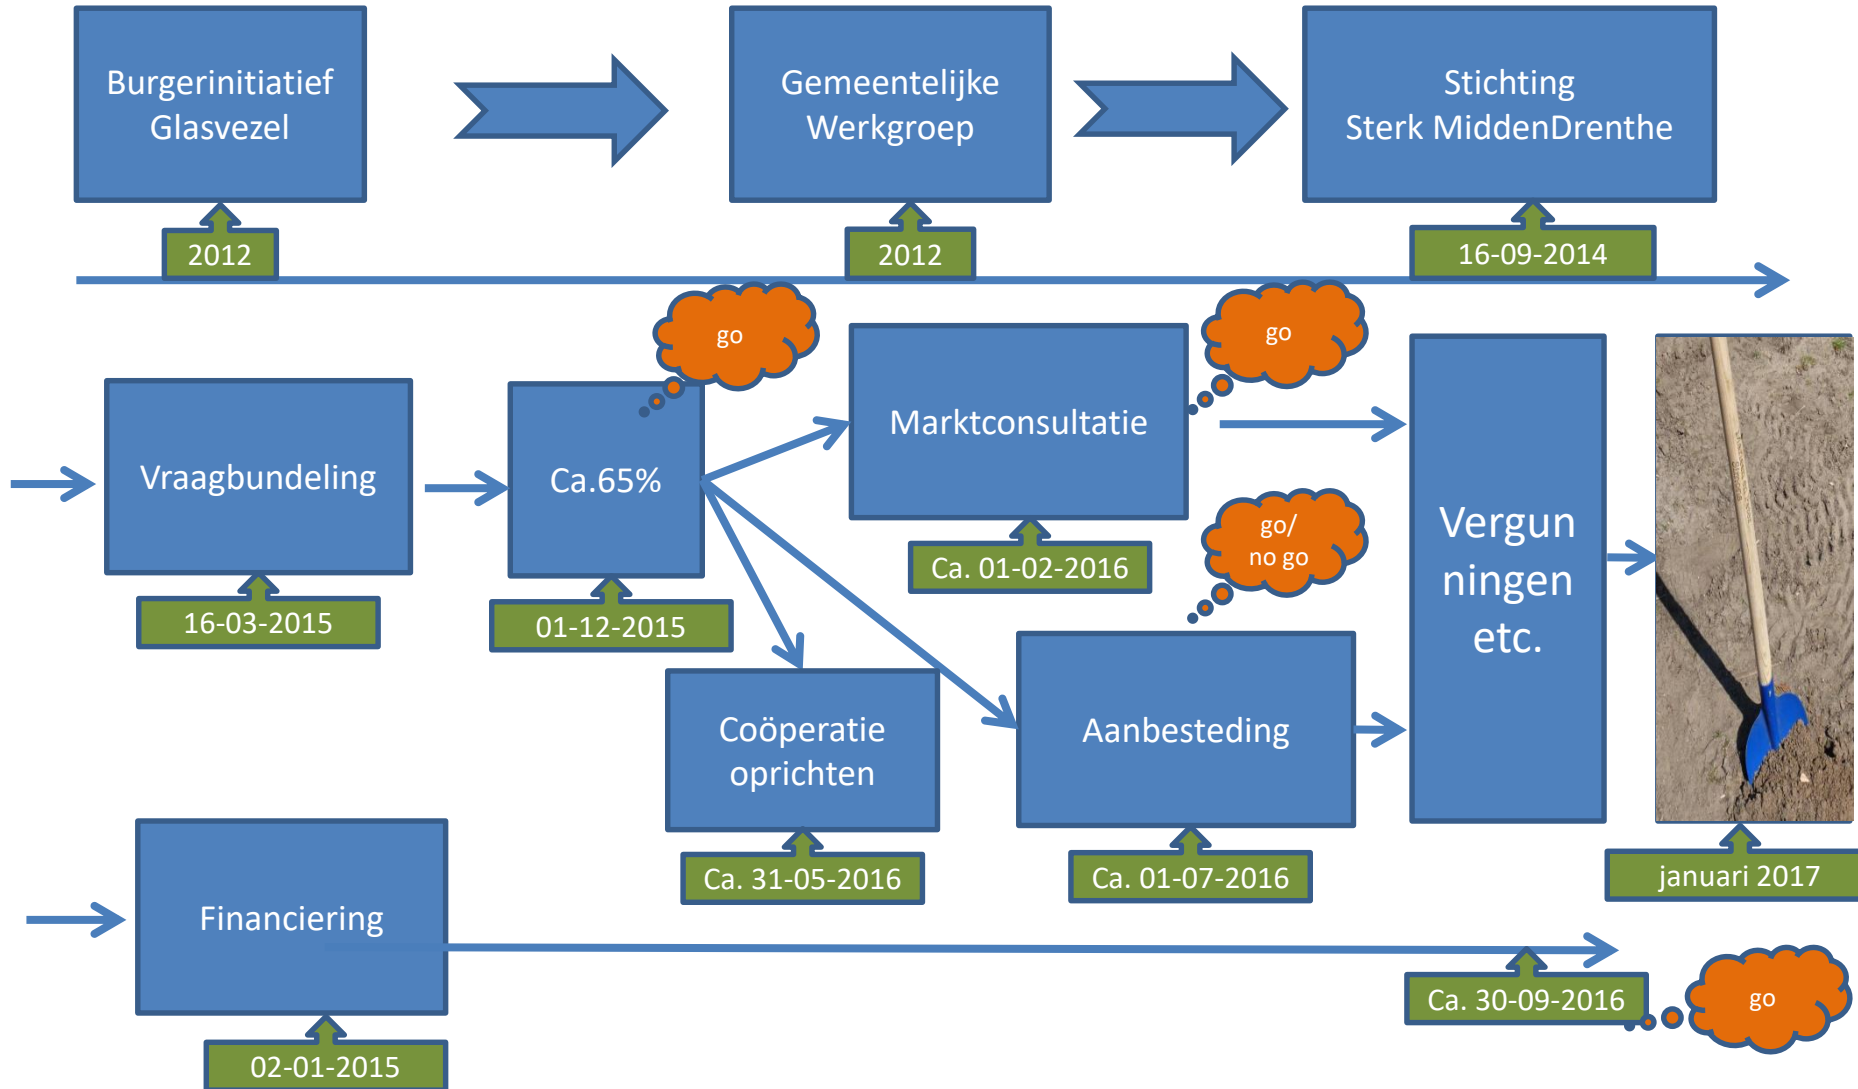 Burgerinitiatief
Glasvezel
Gemeentelijke
Werkgroep
Stichting
Sterk MiddenDrenthe
2012
2012
16-09-2014
go
go
Vraagbundeling
Ca.65%
Marktconsultatie
go/
no go
Vergun
ningen
etc.
16-03-2015
01-12-2015
Ca. 01-02-2016
Coöperatie
oprichten
Aanbesteding
Ca. 31-05-2016
Ca. 01-07-2016
januari 2017
Financiering
02-01-2015
Ca. 30-09-2016
go